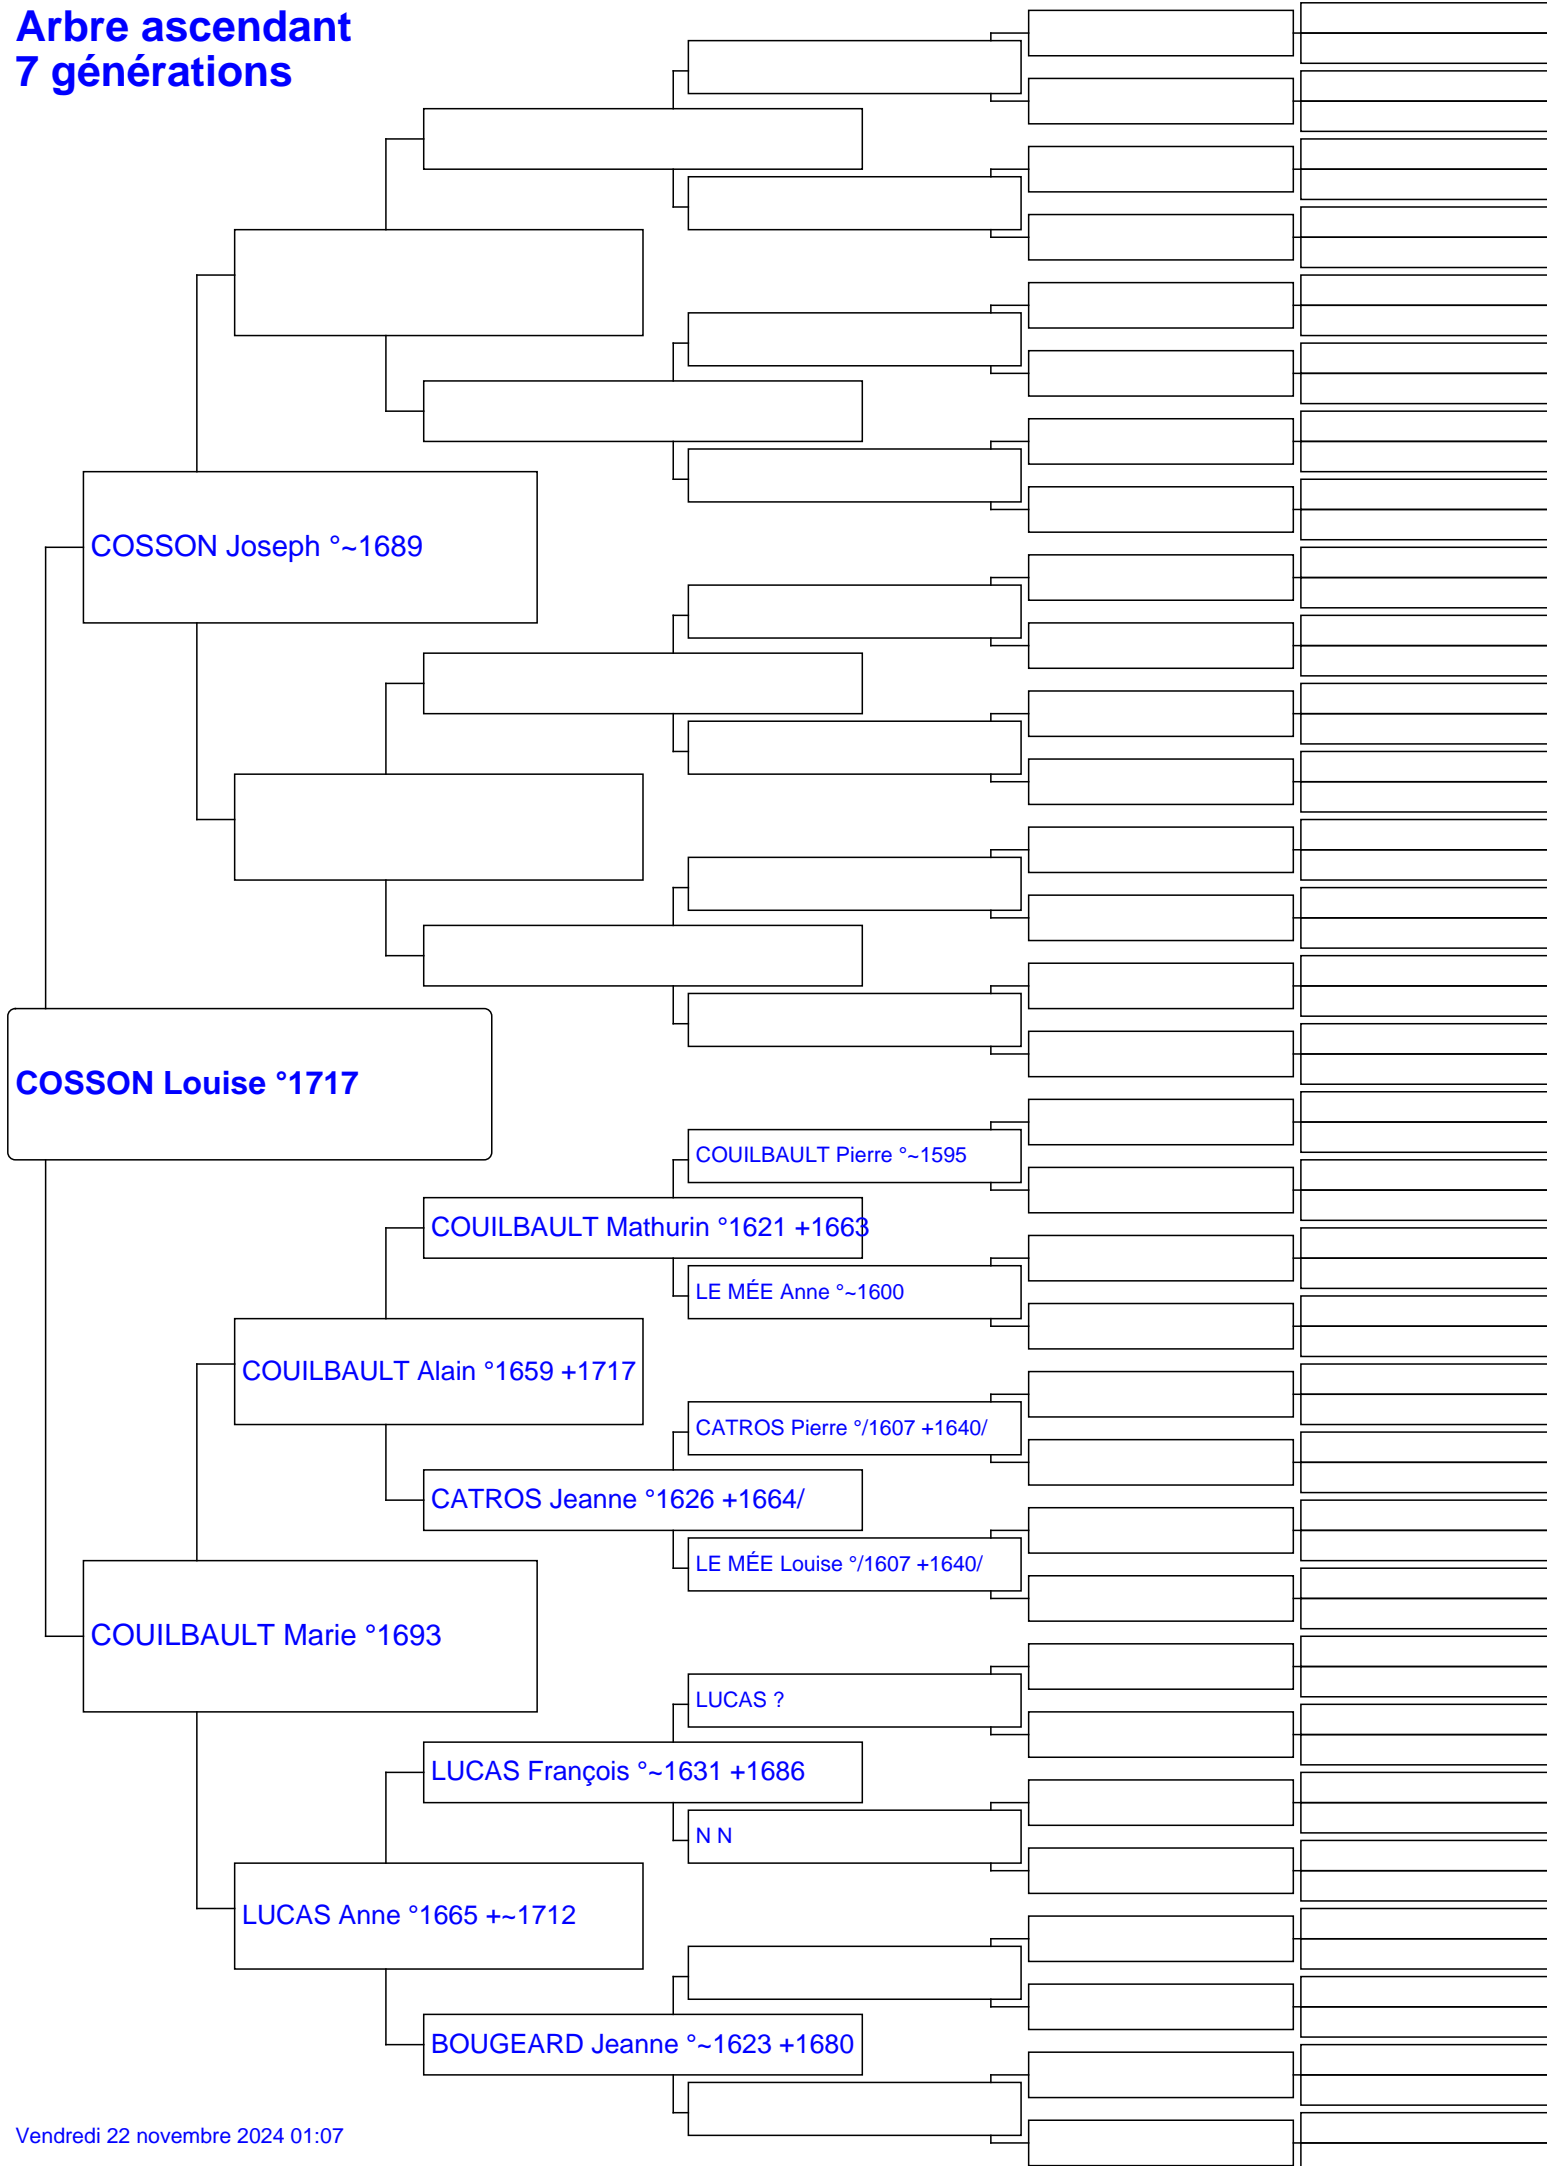 Arbre ascendant
7 générations
COSSON Joseph °~1689
COSSON Louise °1717
COUILBAULT Pierre °~1595
COUILBAULT Mathurin °1621 +1663
LE MÉE Anne °~1600
COUILBAULT Alain °1659 +1717
CATROS Pierre °/1607 +1640/
CATROS Jeanne °1626 +1664/
LE MÉE Louise °/1607 +1640/
COUILBAULT Marie °1693
LUCAS ?
LUCAS François °~1631 +1686
N N
LUCAS Anne °1665 +~1712
BOUGEARD Jeanne °~1623 +1680
Vendredi 22 novembre 2024 01:07